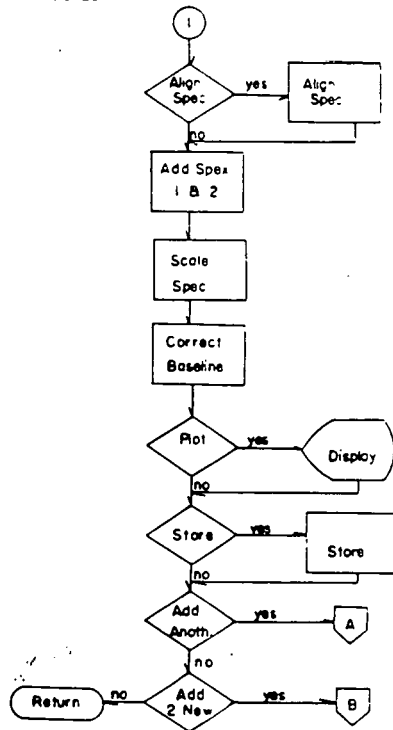 1
Align
Spec
yes
Align
Spec
no
Add Spex
1 & 2
Scale
Spec
Correct
Baseline
Plot
yes
Display
no
Store
yes
Store
no
Add
Anoth.
yes
A
no
Return
no
Add
2 New
yes
B